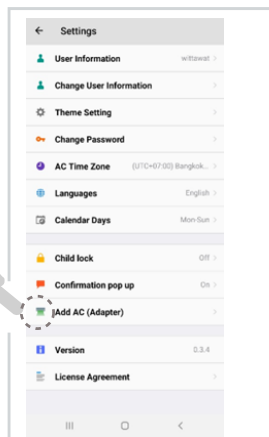 Settings
User Information wittawat
Change User Information
Theme Setting
Change Password
AC Time Zone (UTC+07:00) Bangkok...
Languages English
Calendar Days Mon-Sun
Child lock Off
Confirmation pop up On
Add AC (Adapter)
Version 0.3.4
License Agreement